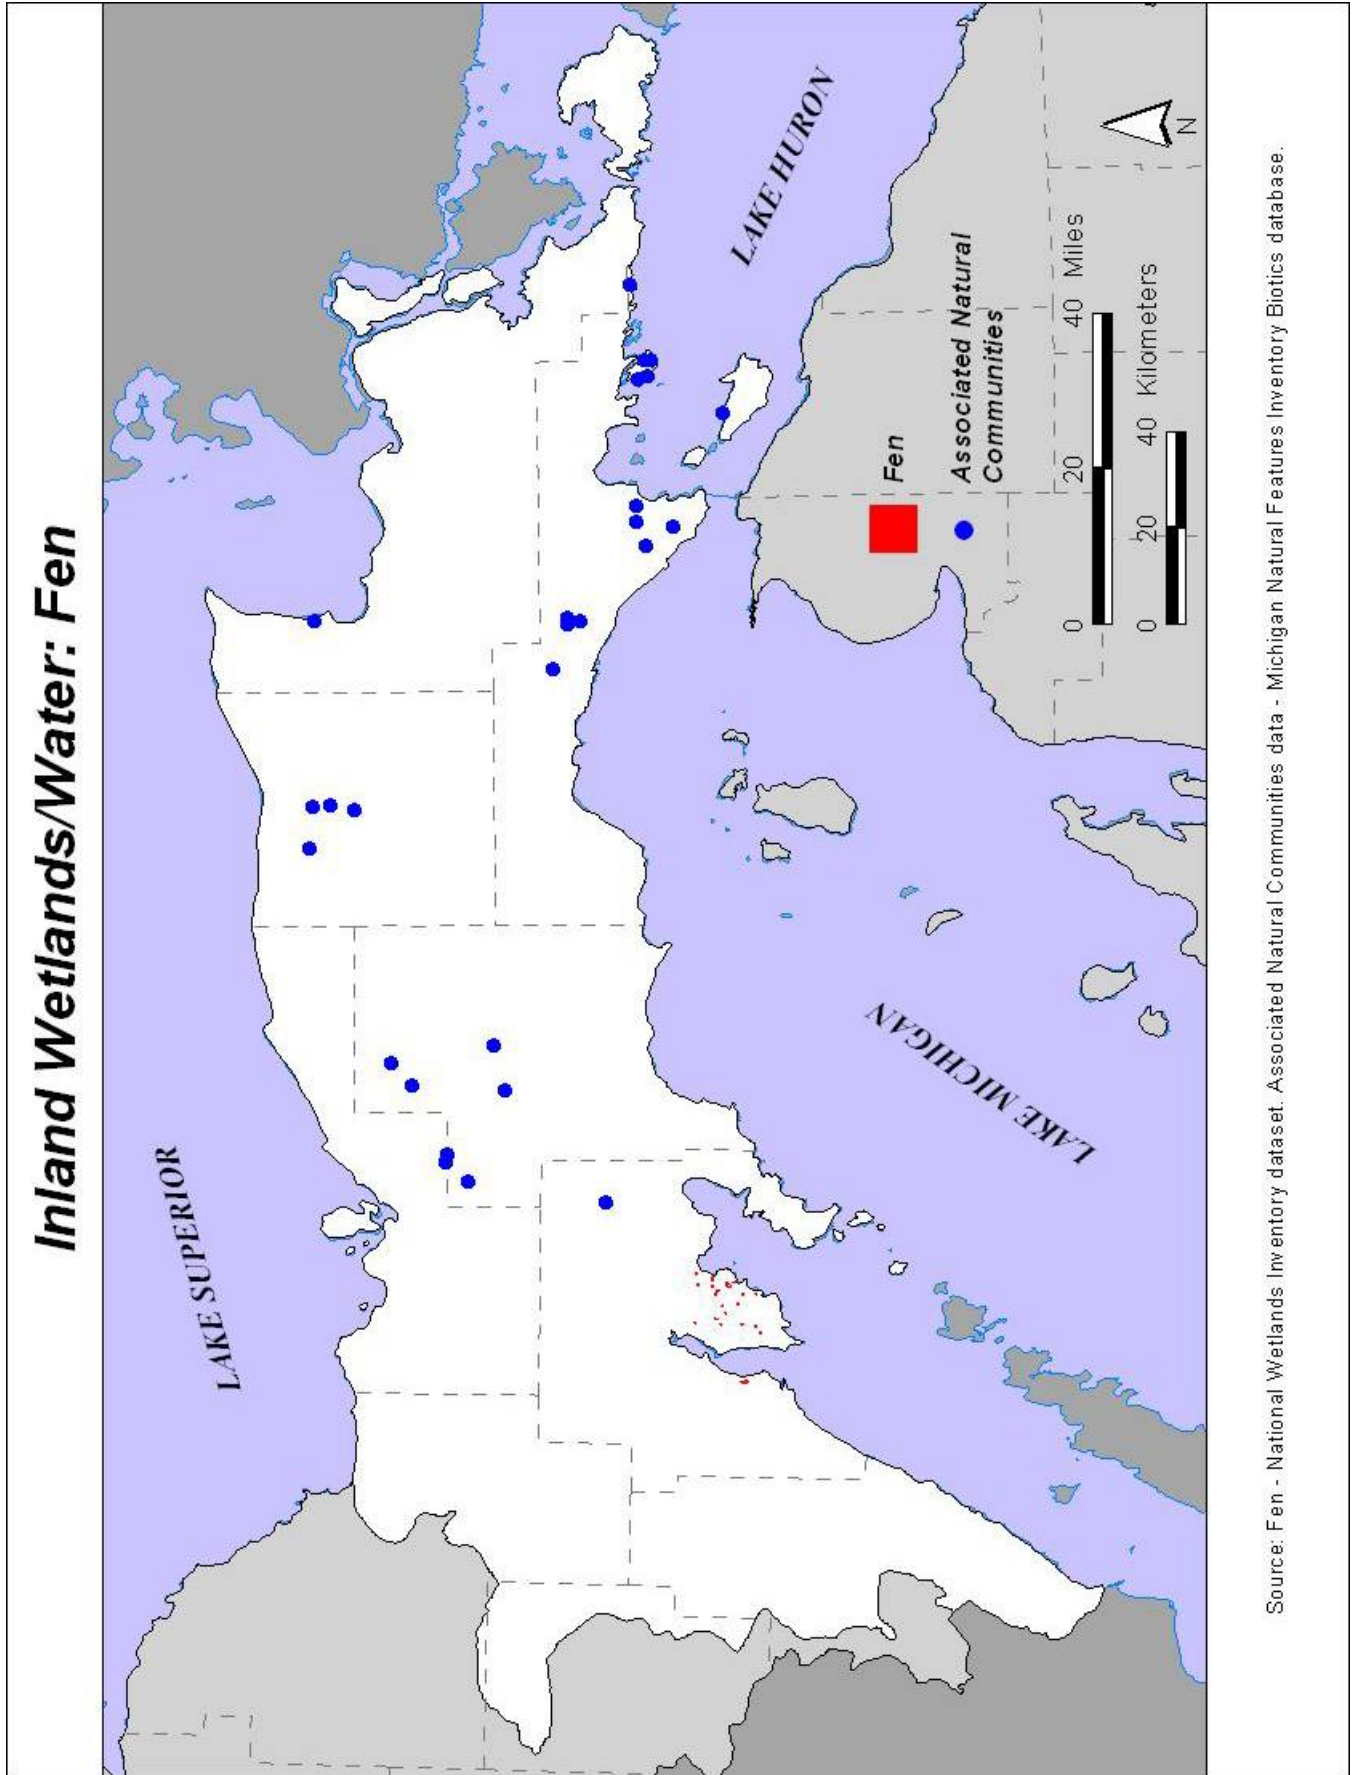 Inland Wetlands/Water: Fen
LAKE SUPERIOR
LAKE HURON
LAKE MICHIGAN
Fen
Associated Natural
Communities
0 20 40 Miles
0 20 40 Kilometers
N
Source: Fen - National Wetlands Inventory dataset. Associated Natural Communities data - Michigan Natural Features Inventory Biotics database.